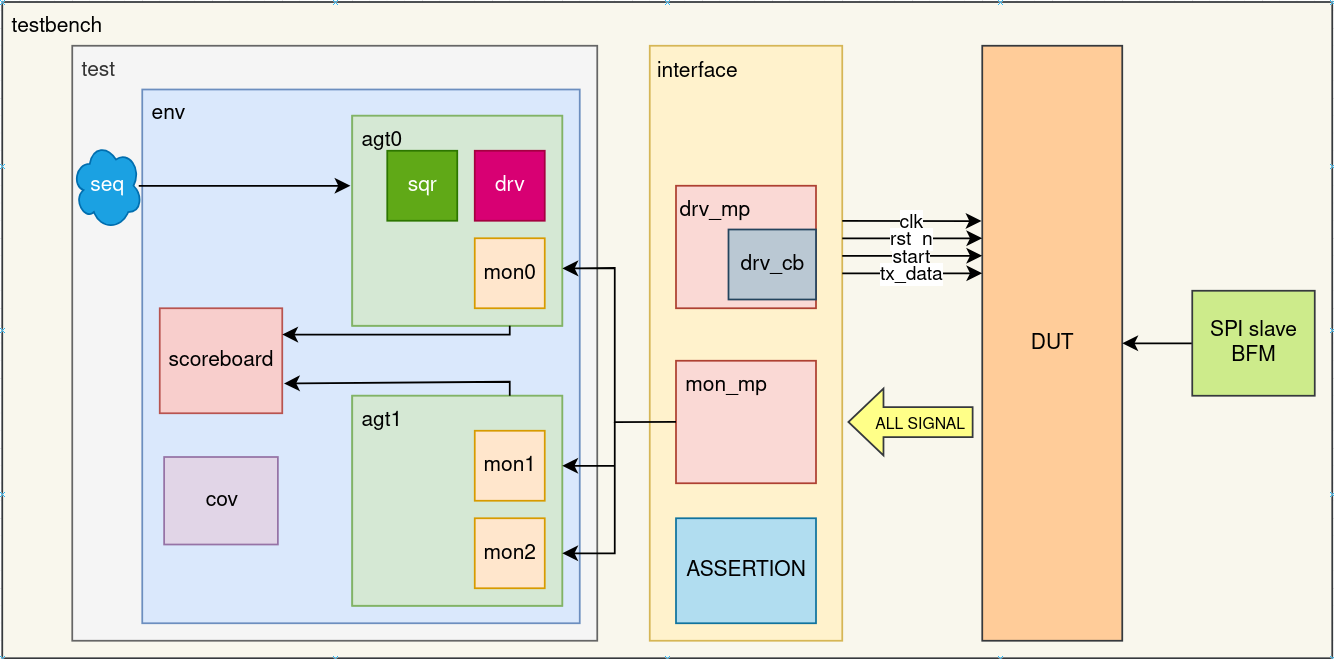 testbench
test
interface
env
agt0
seq
sqr
drv
drv_mp
clk
rst_n
start
tx_data
drv_cb
mon0
scoreboard
DUT
SPI slave
BFM
mon_mp
agt1
ALL SIGNAL
mon1
cov
mon2
ASSERTION